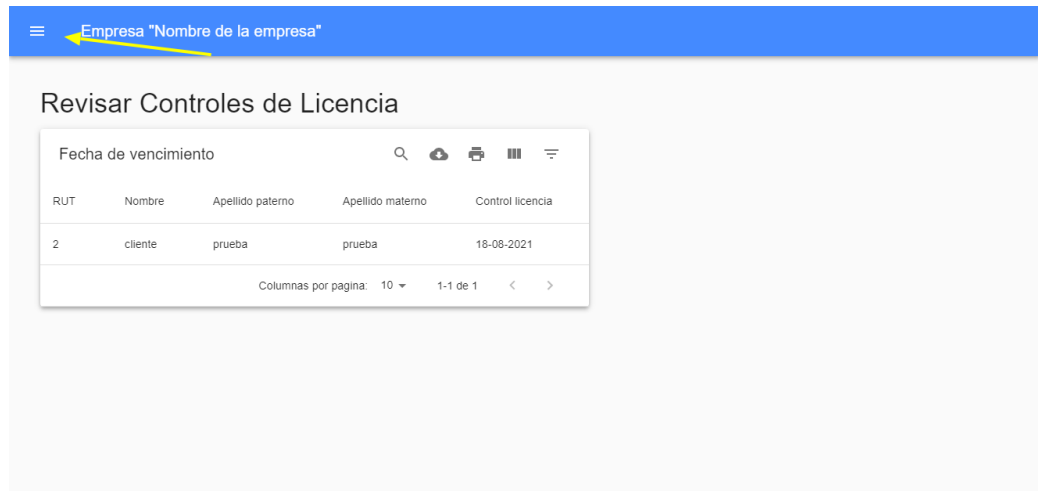 Empresa "Nombre de la empresa"
Revisar Controles de Licencia
Fecha de vencimiento
RUT Nombre Apellido paterno Apellido materno Control licencia
2 cliente prueba prueba 18-08-2021
Columnas por pagina: 10 1-1 de 1